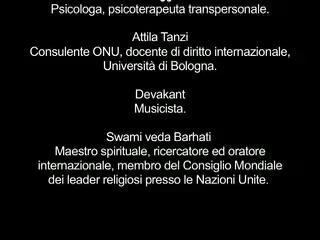 Psicologa, psicoterapeuta transpersonale.
Attila Tanzi
Consulente ONU, docente di diritto internazionale,
Università di Bologna.
Devakant
Musicista.
Swami veda Barhati
Maestro spirituale, ricercatore ed oratore
internazionale, membro del Consiglio Mondiale
dei leader religiosi presso le Nazioni Unite.